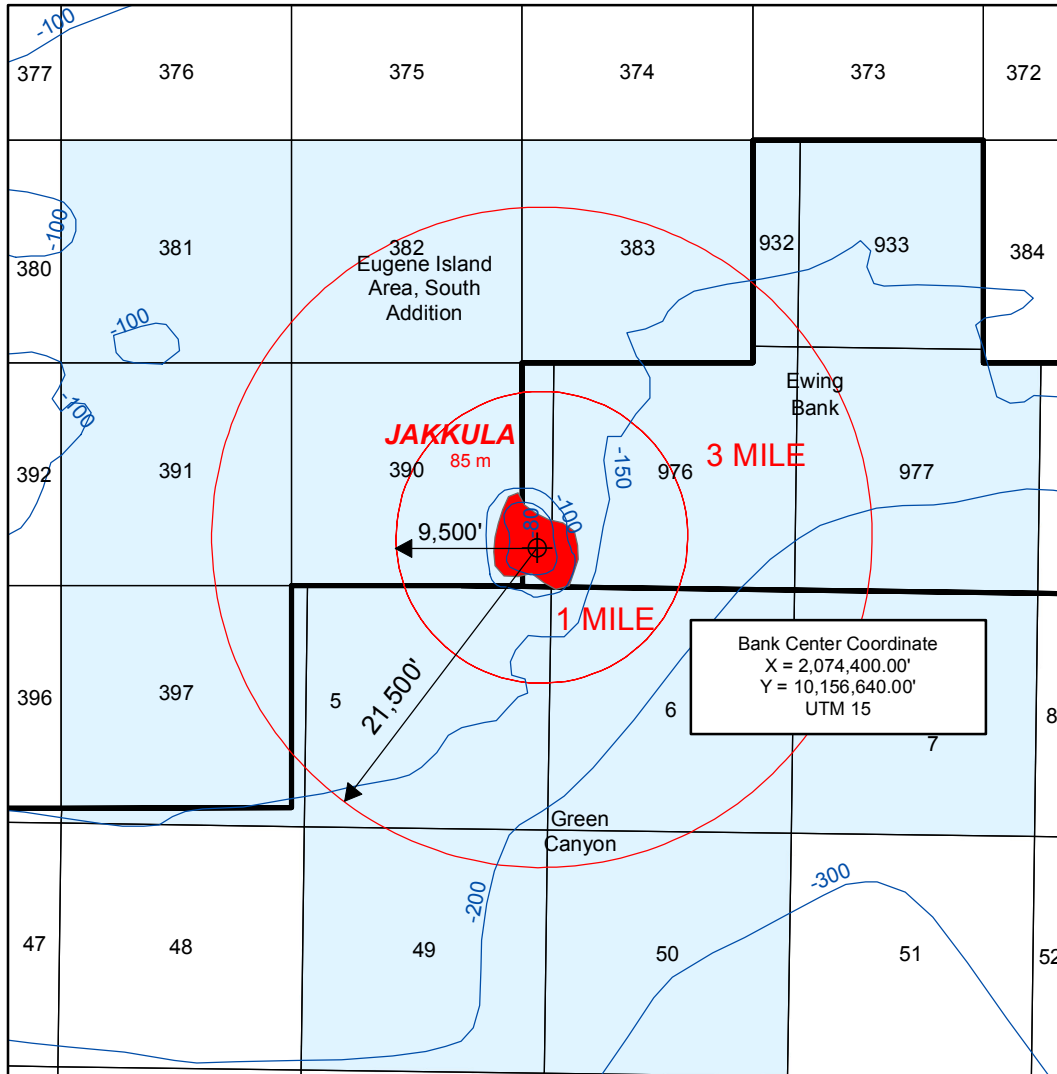 -100
377
376
375
374
373
372
-100
380
381
382
383
932
933
384
Eugene Island
Area, South
Addition
-100
-100
Ewing
Bank
JAKKULA
85 m
392
391
390
-150
976
3 MILE
977
-100
-80
9,500'
1 MILE
Bank Center Coordinate
X = 2,074,400.00'
Y = 10,156,640.00'
UTM 15
396
397
5
21,500'
6
7
8
Green
Canyon
-200
-300
47
48
49
50
51
52